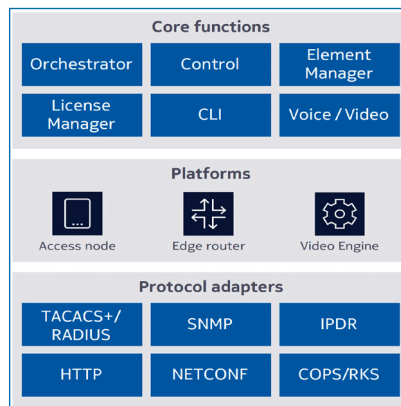 Core functions
Orchestrator
Control
Element
Manager
License
Manager
CLI
Voice / Video
Platforms
Access node
Edge router
Video Engine
Protocol adapters
TACACS+/
RADIUS
SNMP
IPDR
HTTP
NETCONF
COPS/RKS